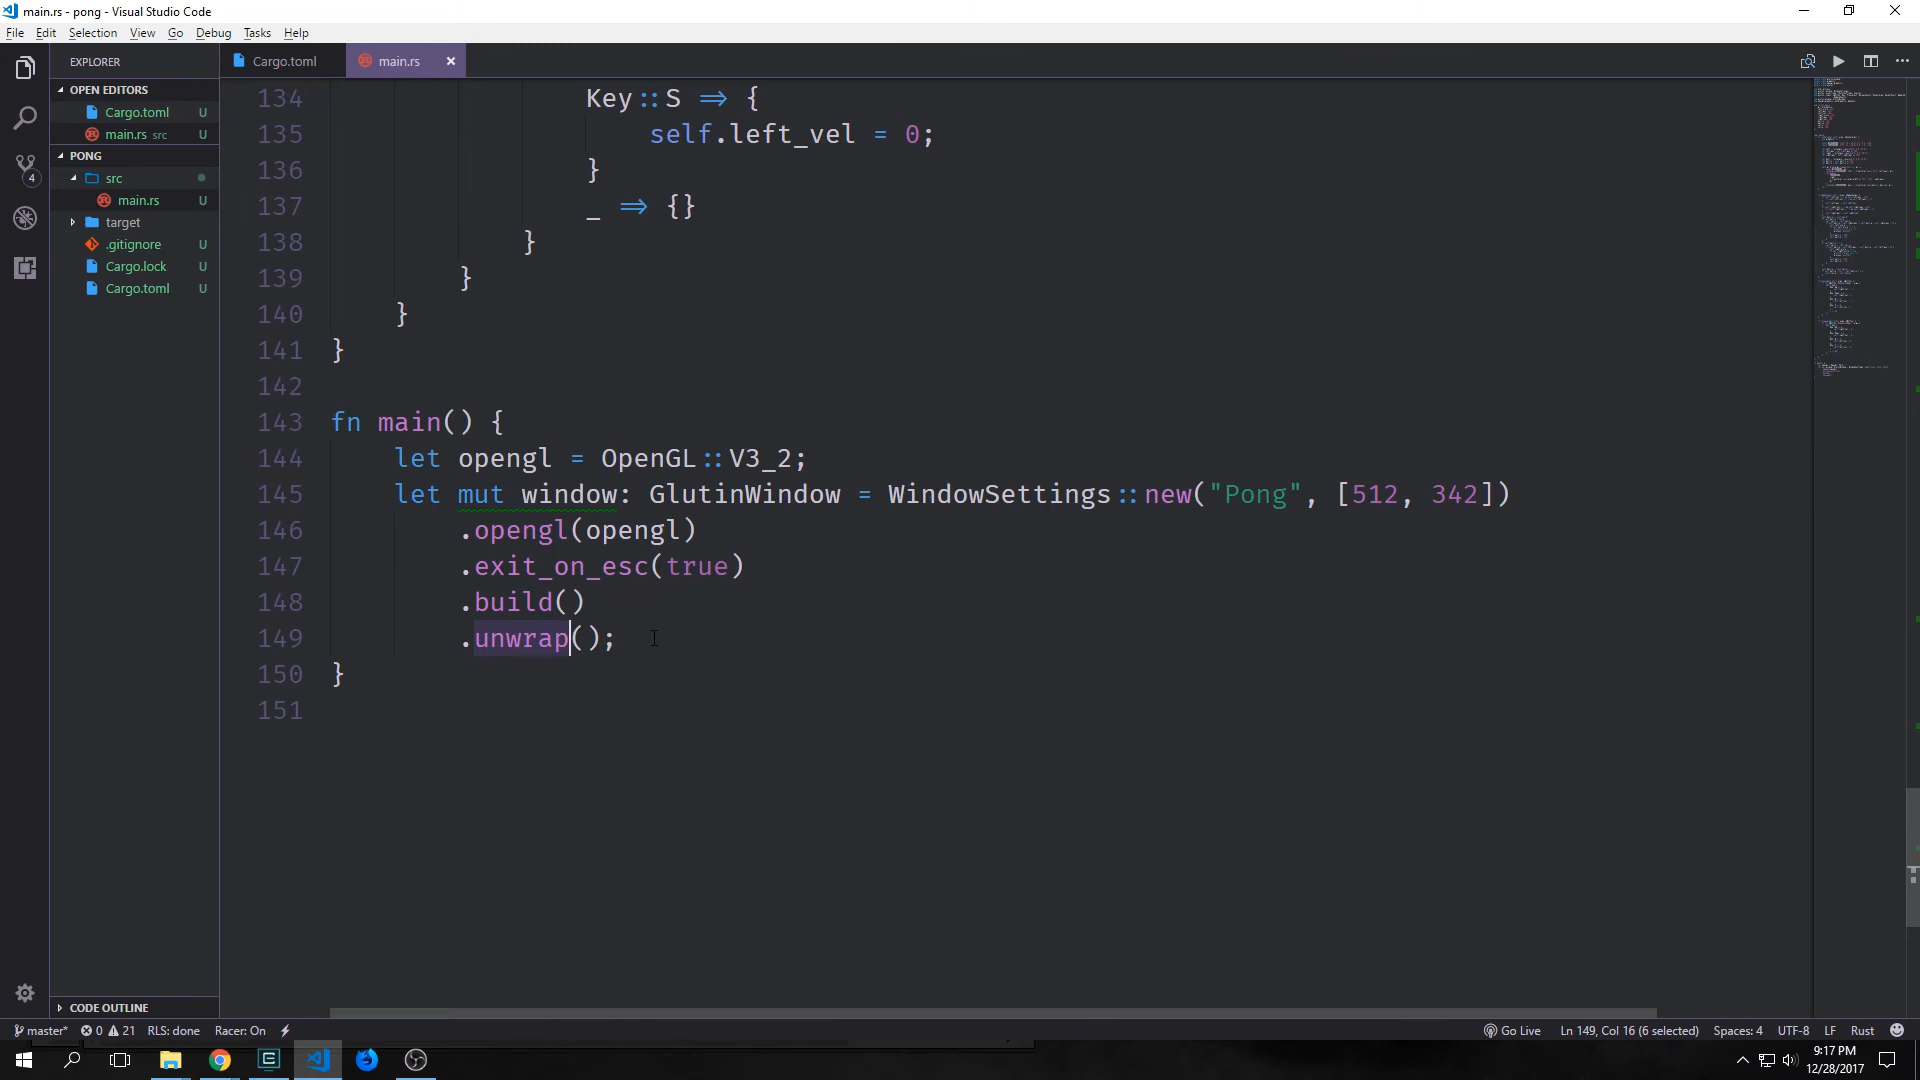 main.rs - pong - Visual Studio Code
File Edit Selection View Go Debug Tasks Help
EXPLORER
OPEN EDITORS
Cargo.toml U
main.rs src U
PONG
src
main.rs U
target
.gitignore U
Cargo.lock U
Cargo.toml U
CODE OUTLINE
4
Cargo.toml main.rs ×
134 Key::S => {
135 self.left_vel = 0;
136 }
137 _ => {}
138 }
139 }
140 }
141 }
142
143 fn main() {
144 let opengl = OpenGL::V3_2;
145 let mut window: GlutinWindow = WindowSettings::new("Pong", [512, 342])
146 .opengl(opengl)
147 .exit_on_esc(true)
148 .build()
149 .unwrap();
150 }
151
master* 0 21 RLS: done Racer: On Go Live Ln 149, Col 16 (6 selected) Spaces: 4 UTF-8 LF Rust
9:17 PM
12/28/2017